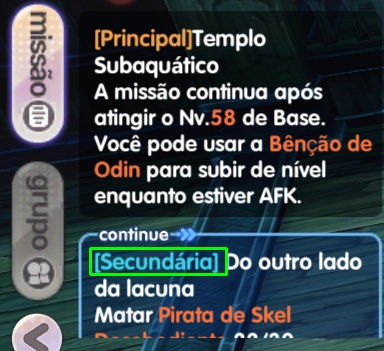 missão
grupo
[Principal]Templo
Subaquático
A missão continua após
atingir o Nv.58 de Base.
Você pode usar a Bênção de
Odin para subir de nível
enquanto estiver AFK.
continue
[Secundária] Do outro lado
da lacuna
Matar Pirata de Skel